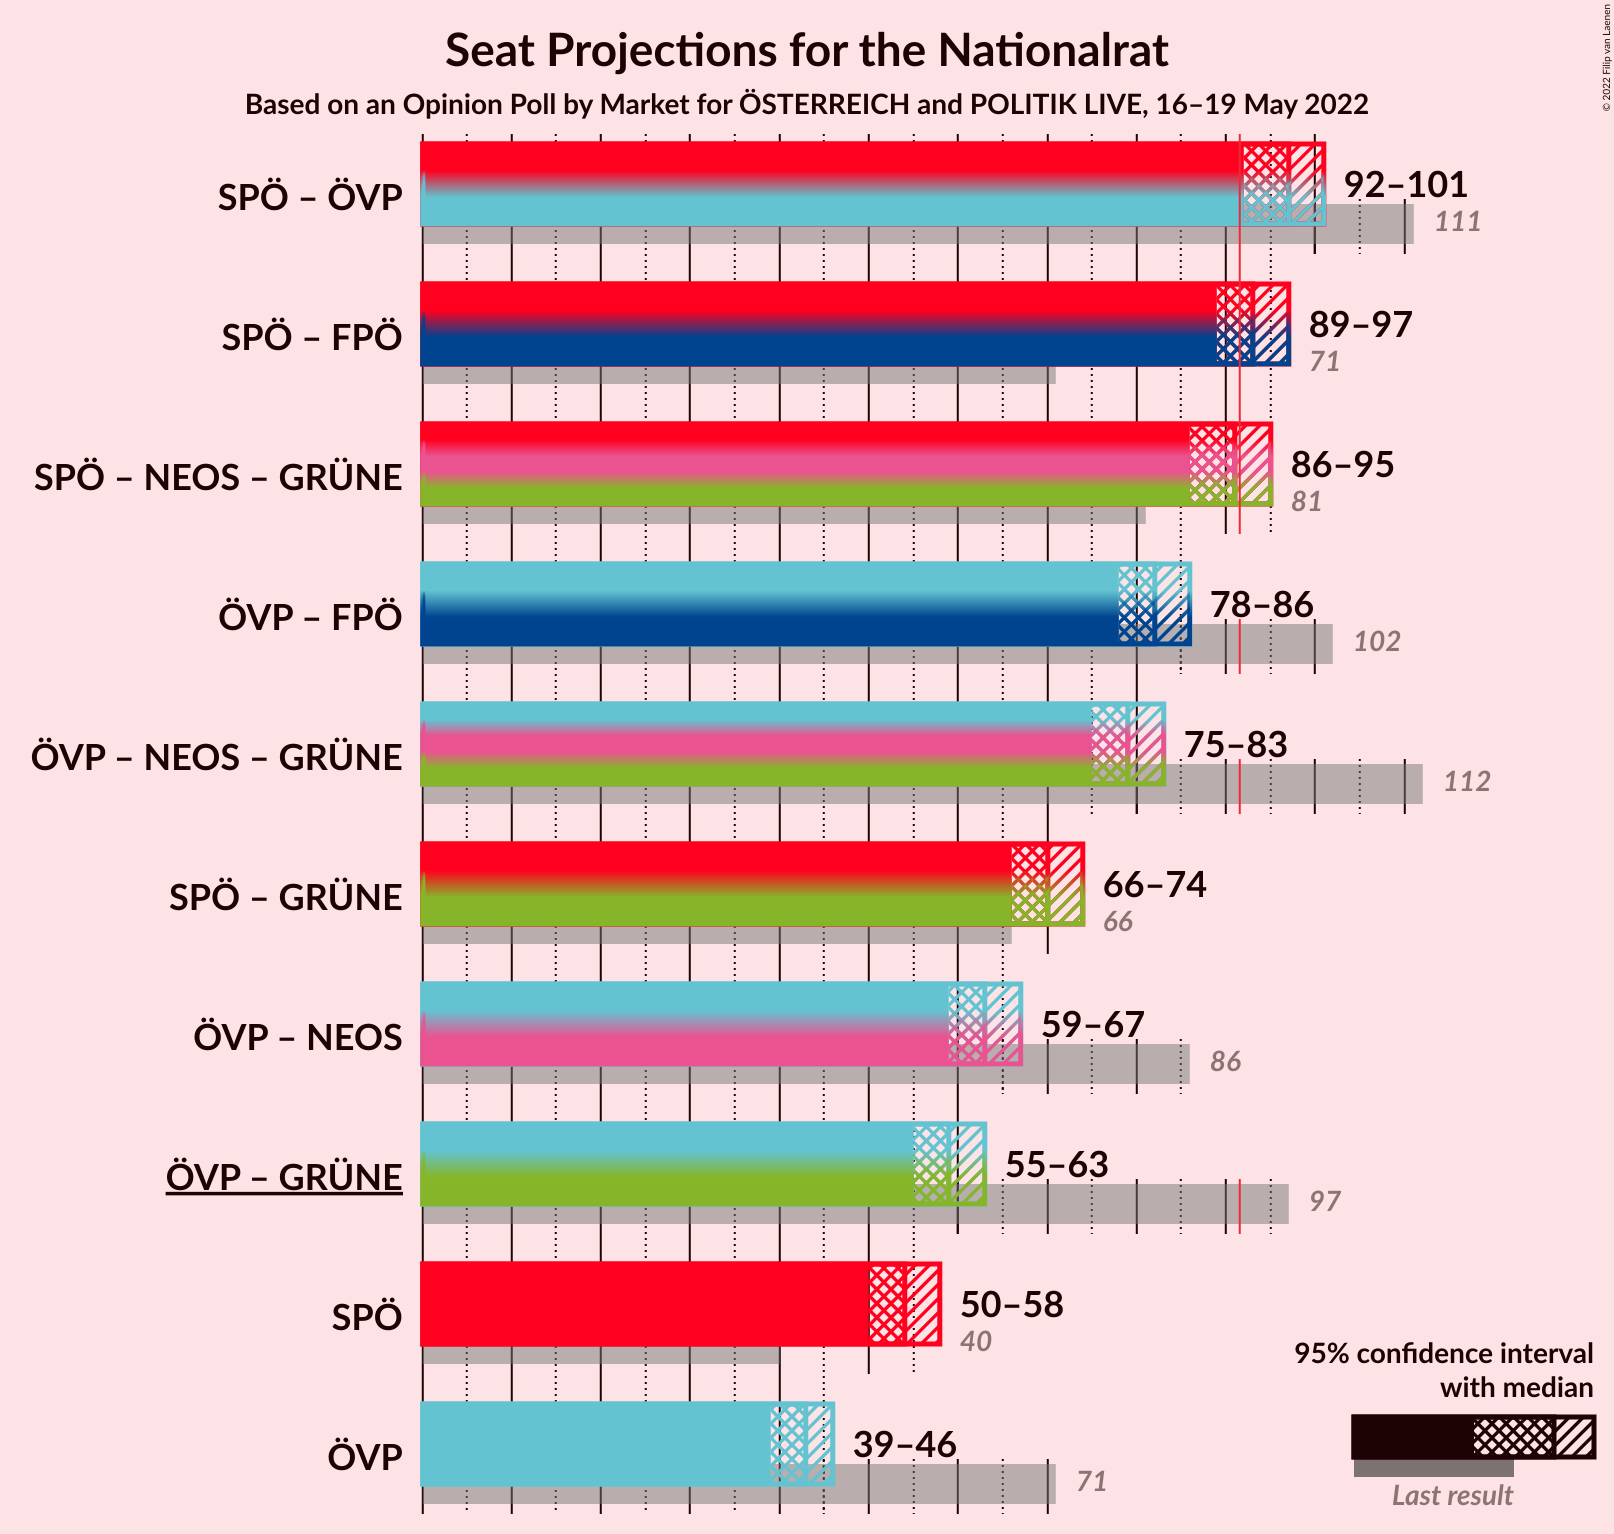 Seat Projections for the Nationalrat
Based on an Opinion Poll by Market for ÖSTERREICH and POLITIK LIVE, 16–19 May 2022
© 2022 Filip van Laenen
SPÖ – ÖVP
92–101
111
SPÖ – FPÖ
89–97
71
SPÖ – NEOS – GRÜNE
86–95
81
ÖVP – FPÖ
78–86
102
ÖVP – NEOS – GRÜNE
75–83
112
SPÖ – GRÜNE
66–74
66
ÖVP – NEOS
59–67
86
ÖVP – GRÜNE
55–63
97
SPÖ
50–58
40
ÖVP
39–46
71
95% confidence interval
with median
Last result